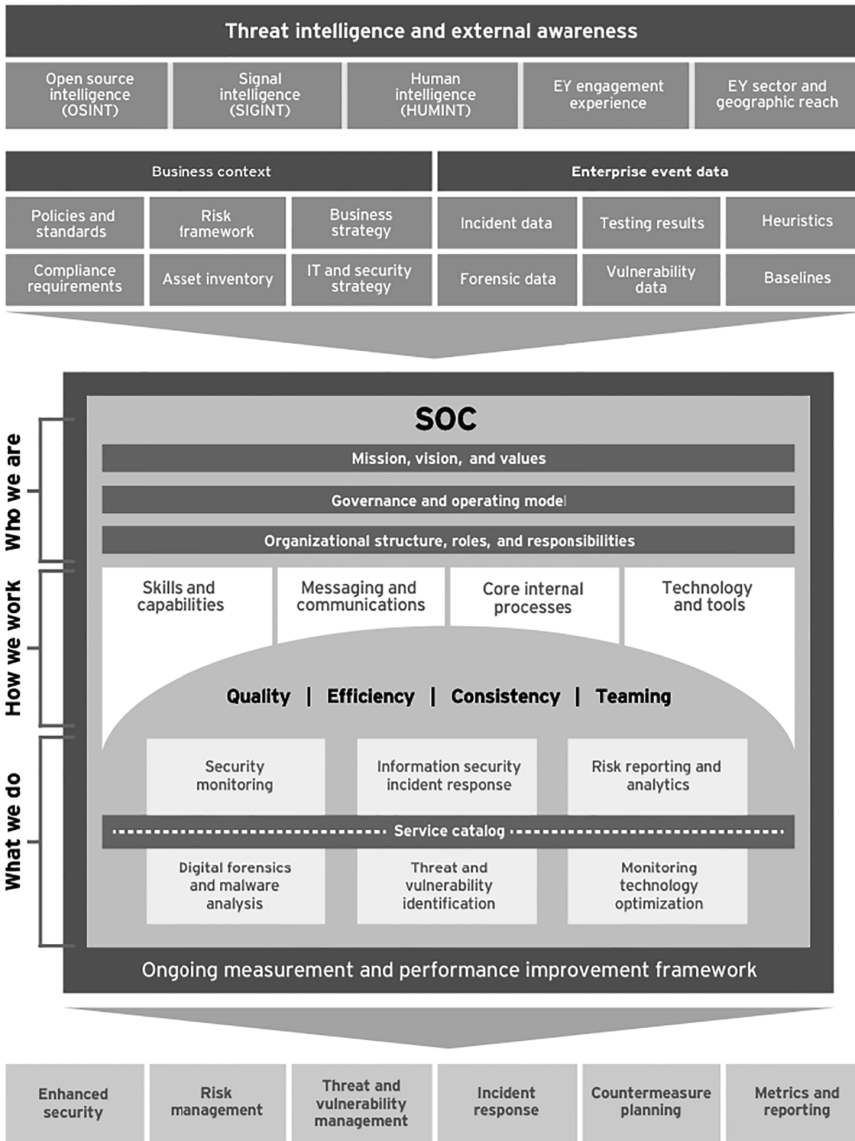 Threat intelligence and external awareness
Open source
intelligence
(OSINT)
Signal
intelligence
(SIGINT)
Human
intelligence
(HUMINT)
EY engagement
experience
EY sector and
geographic reach
Business context
Enterprise event data
Policies and
standards
Risk
framework
Business
strategy
Incident data
Testing results
Heuristics
Compliance
requirements
Asset inventory
IT and security
strategy
Forensic data
Vulnerability
data
Baselines
Who we are
SOC
Mission, vision, and values
Governance and operating model
Organizational structure, roles, and responsibilities
How we work
Skills and
capabilities
Messaging and
communications
Core internal
processes
Technology
and tools
Quality | Efficiency | Consistency | Teaming
What we do
Security
monitoring
Information security
incident response
Risk reporting and
analytics
Service catalog
Digital forensics
and malware
analysis
Threat and
vulnerability
identification
Monitoring
technology
optimization
Ongoing measurement and performance improvement framework
Enhanced
security
Risk
management
Threat and
vulnerability
management
Incident
response
Countermeasure
planning
Metrics and
reporting